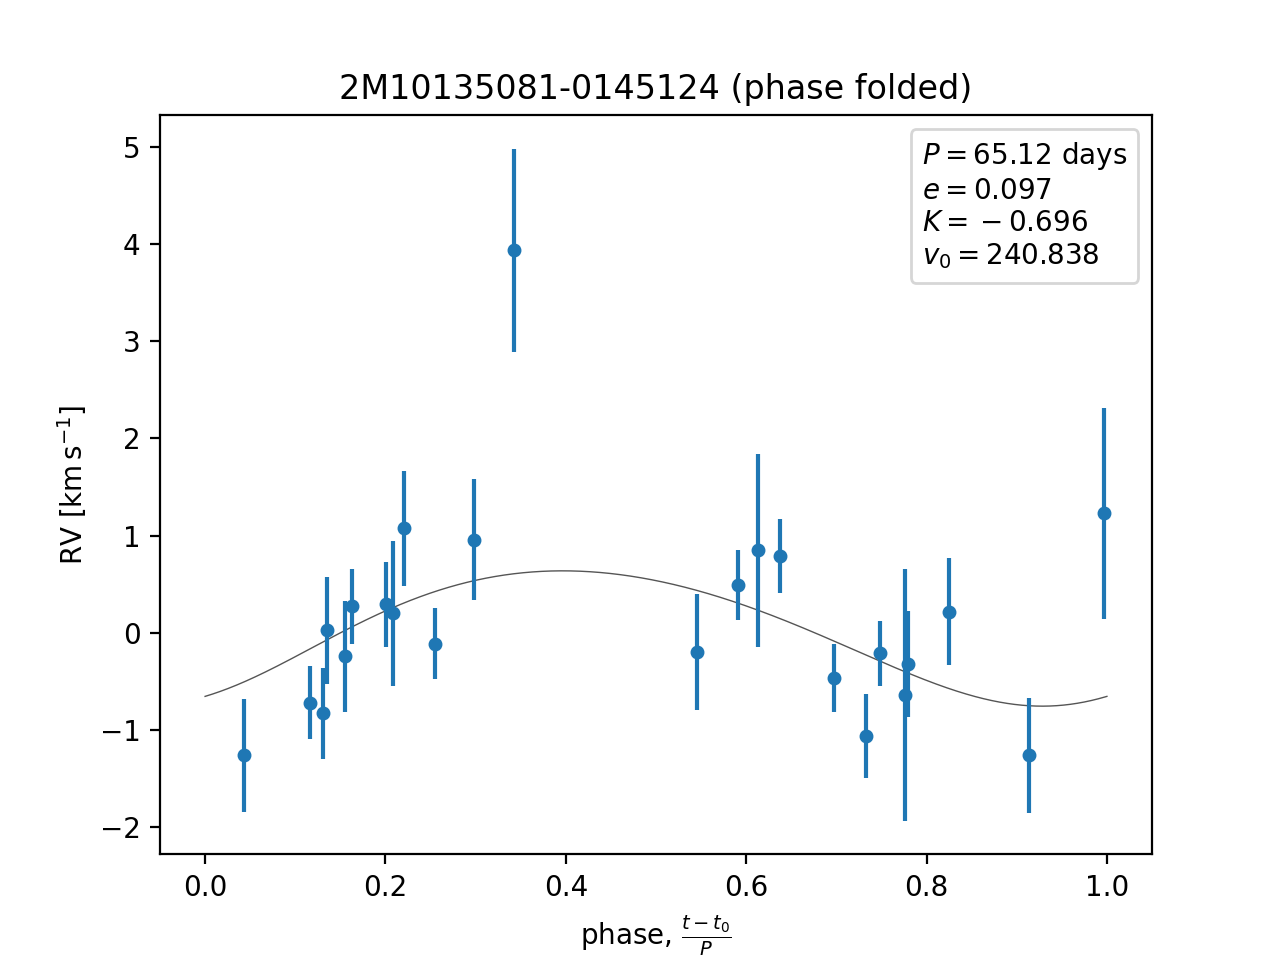 2M10135081-0145124 (phase folded)
P = 65.12 days
e = 0.097
K = −0.696
v₀ = 240.838
RV [km s⁻¹]
5
4
3
2
1
0
−1
−2
0.0 0.2 0.4 0.6 0.8 1.0
phase, (t − t₀)/P